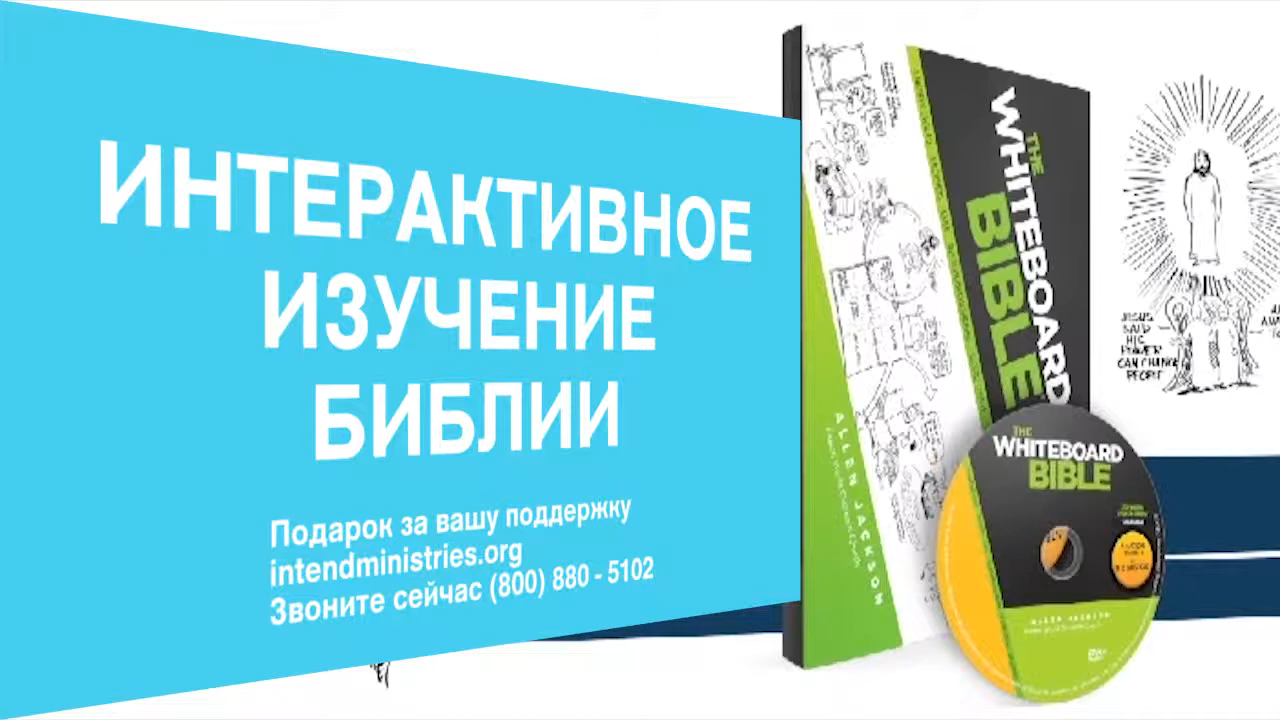 ИНТЕРАКТИВНОЕ
ИЗУЧЕНИЕ
БИБЛИИ
Подарок за вашу поддержку
intendministries.org
Звоните сейчас (800) 880 - 5102
THE
WHITEBOARD
BIBLE
ALLEN JACKSON
THE
WHITEBOARD
BIBLE
ALLEN JACKSON
JESUS
SAID
HIS
POWER
CAN CHANGE
PEOPLE